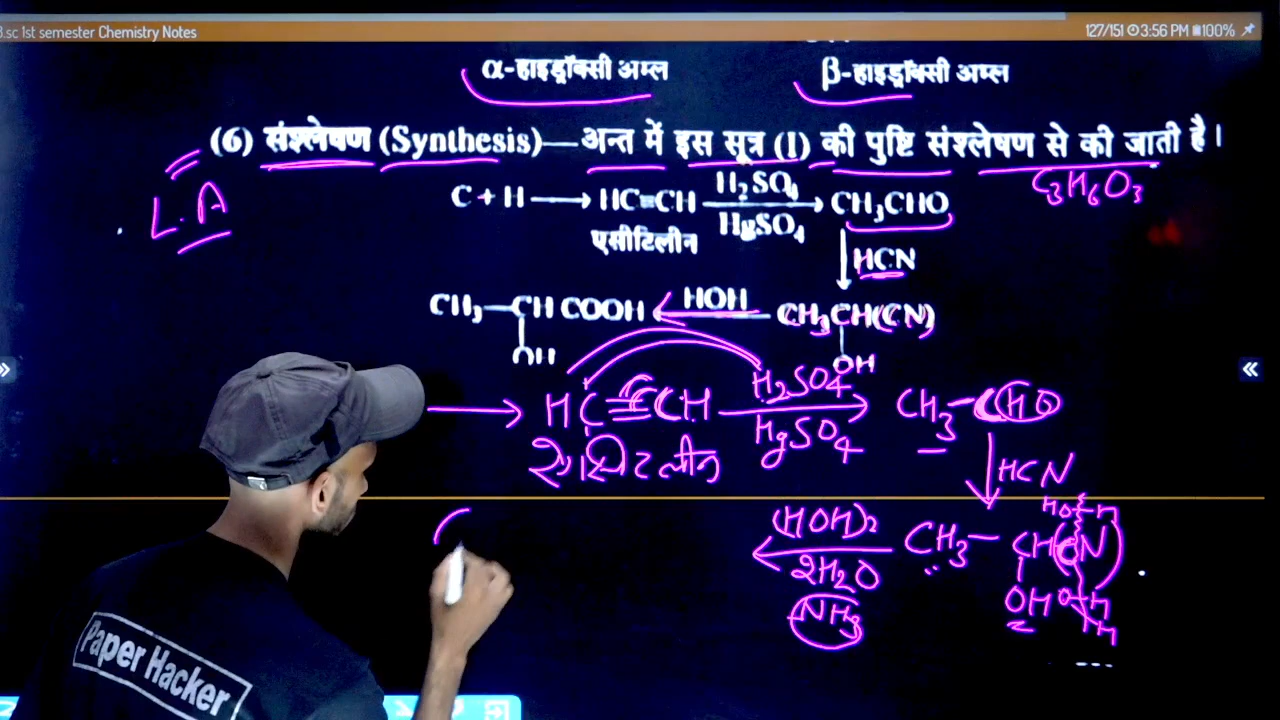 B.sc 1st semester Chemistry Notes
127/151 3:56 PM 100%
α-हाइड्रॉक्सी अम्ल β-हाइड्रॉक्सी अम्ल
(6) संश्लेषण (Synthesis)—अन्त में इस सूत्र (I) की पुष्टि संश्लेषण से की जाती है।
C₃H₆O₃
L.A
C + H ⟶ HC≡CH H₂SO₄ ⟶ CH₃CHO
HgSO₄
एसीटिलीन
HCN
CH₃—CH COOH ⟵ HOH CH₃CH(CN)
OH OH
⟶ HC≡CH H₂SO4 ⟶ CH₃-CHO
HgSO₄
HCN
(HOH)₂ CH₃- CH(CN)
2H₂O OH
NH₃
Paper Hacker